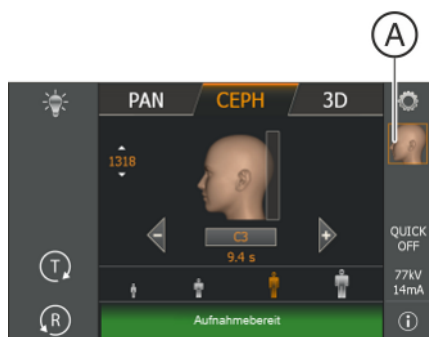 A
PAN CEPH 3D
1318
C3
9.4 s
QUICK
OFF
77kV
14mA
T
R
Aufnahmebereit
i